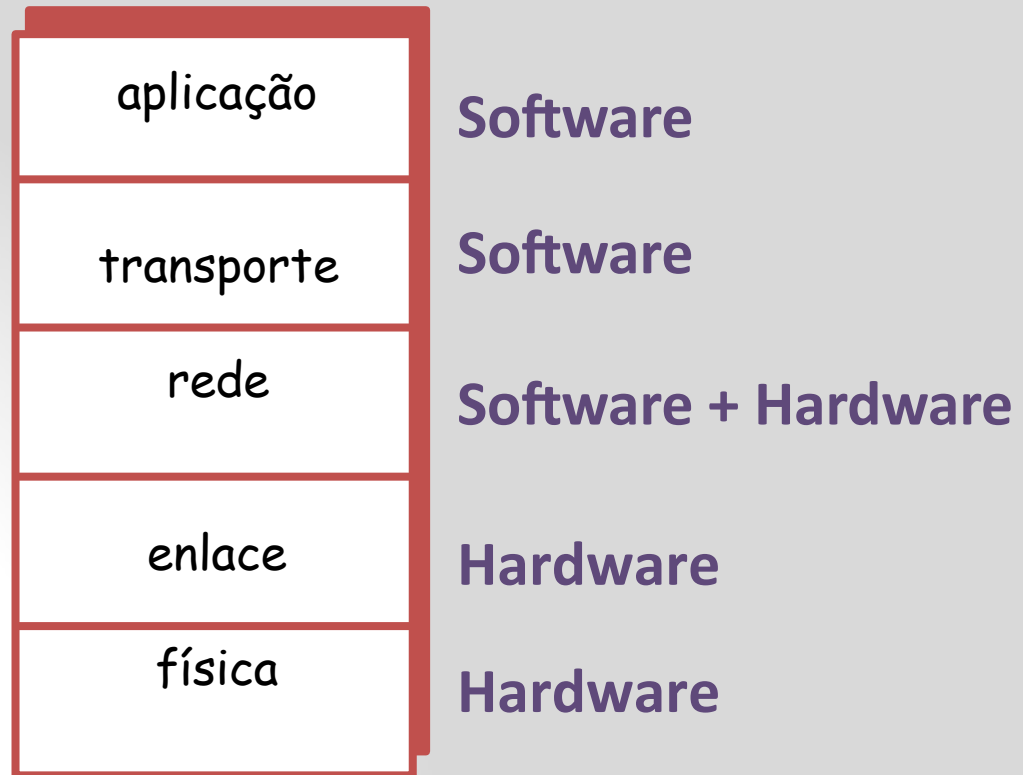 aplicação
Software
transporte
Software
rede
Software + Hardware
enlace
Hardware
física
Hardware